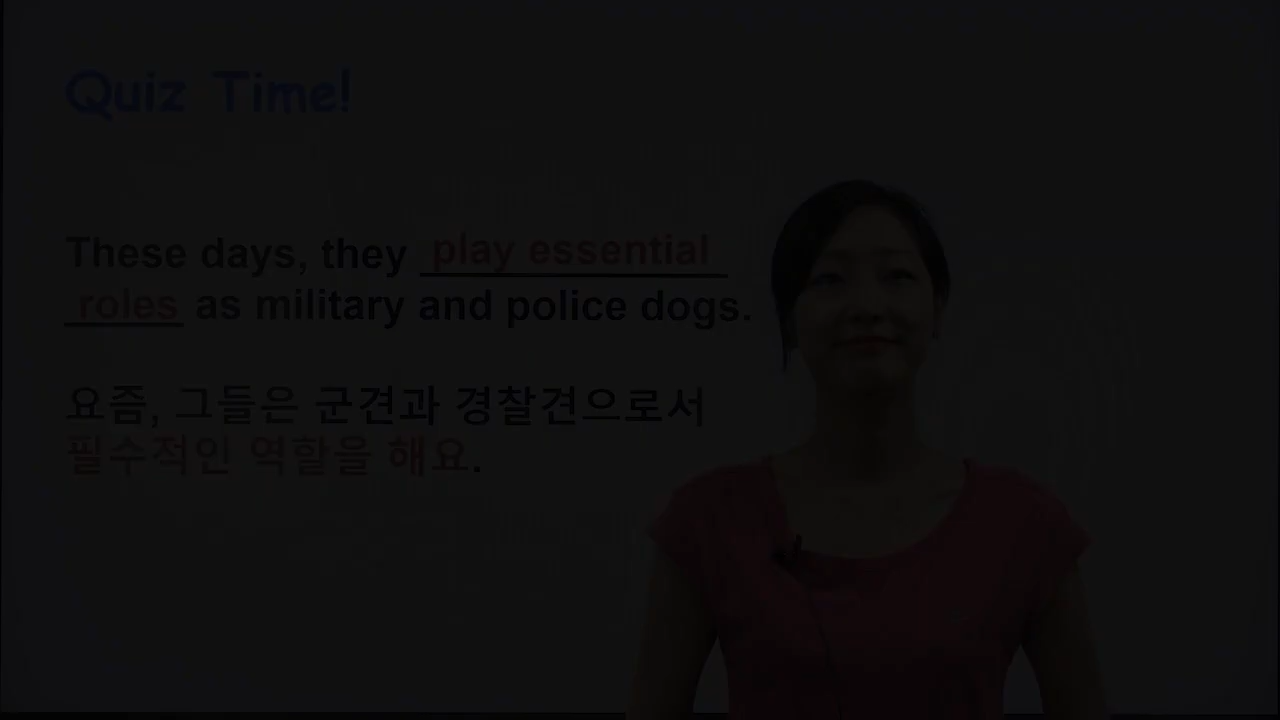 Quiz Time!
These days, they play essential
roles as military and police dogs.
요즘, 그들은 군견과 경찰견으로서
필수적인 역할을 해요.